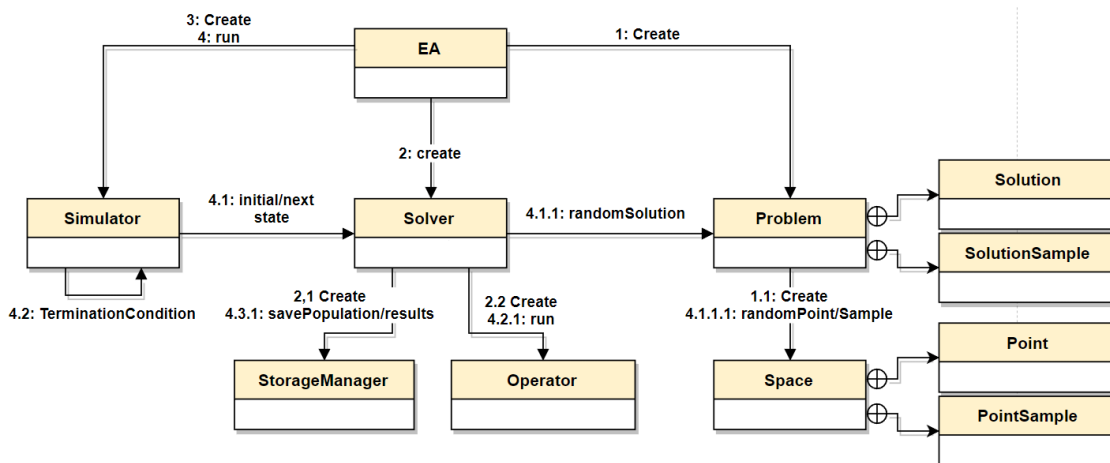 3: Create
4: run
EA
1: Create
2: create
Solution
4.1: initial/next
state
Simulator
Solver
4.1.1: randomSolution
Problem
SolutionSample
4.2: TerminationCondition
2,1 Create
4.3.1: savePopulation/results
2.2 Create
4.2.1: run
1.1: Create
4.1.1.1: randomPoint/Sample
Point
StorageManager
Operator
Space
PointSample